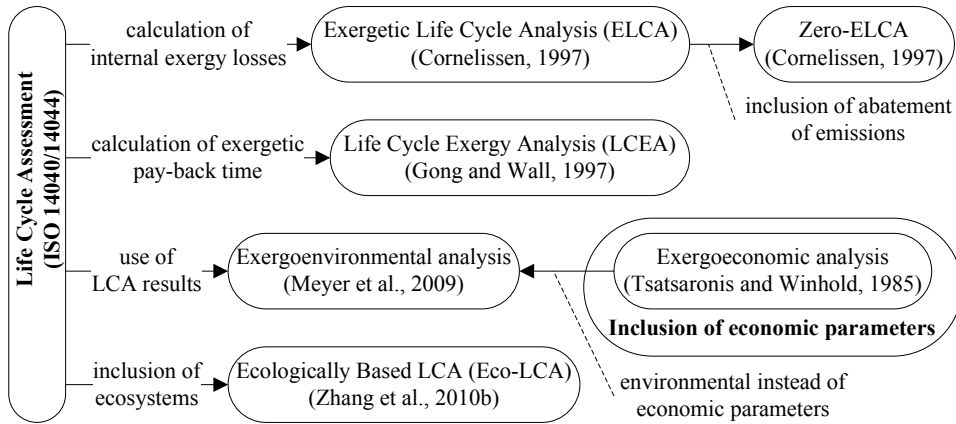 Life Cycle Assessment
(ISO 14040/14044)
calculation of
internal exergy losses
Exergetic Life Cycle Analysis (ELCA)
(Cornelissen, 1997)
Zero-ELCA
(Cornelissen, 1997)
inclusion of abatement
of emissions
calculation of exergetic
pay-back time
Life Cycle Exergy Analysis (LCEA)
(Gong and Wall, 1997)
use of
LCA results
Exergoenvironmental analysis
(Meyer et al., 2009)
Exergoeconomic analysis
(Tsatsaronis and Winhold, 1985)
Inclusion of economic parameters
environmental instead of
economic parameters
inclusion of
ecosystems
Ecologically Based LCA (Eco-LCA)
(Zhang et al., 2010b)